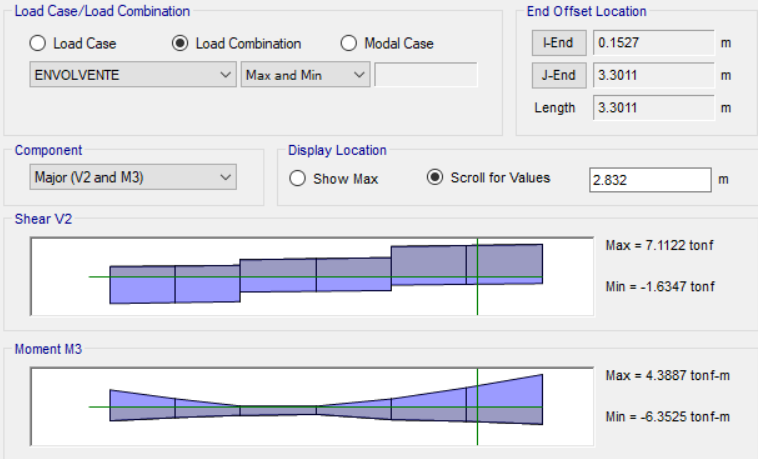 Load Case/Load Combination
Load Case
Load Combination
Modal Case
ENVOLVENTE
Max and Min
End Offset Location
I-End
0.1527
m
J-End
3.3011
m
Length
3.3011
m
Component
Major (V2 and M3)
Display Location
Show Max
Scroll for Values
2.832
m
Shear V2
Max = 7.1122 tonf
Min = -1.6347 tonf
Moment M3
Max = 4.3887 tonf-m
Min = -6.3525 tonf-m